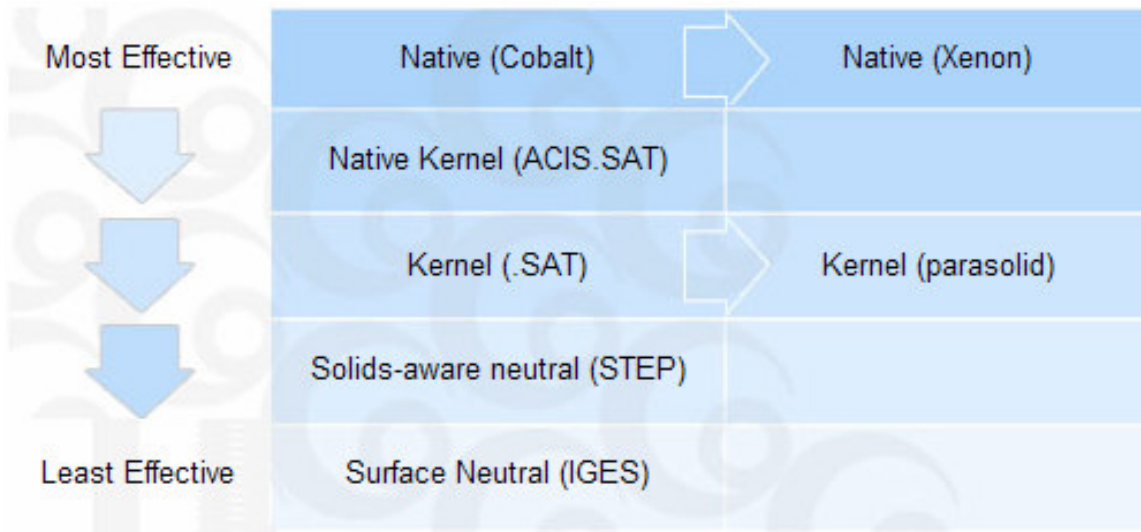 Most Effective Native (Cobalt) Native (Xenon)
Native Kernel (ACIS.SAT)
Kernel (.SAT) Kernel (parasolid)
Solids-aware neutral (STEP)
Least Effective Surface Neutral (IGES)